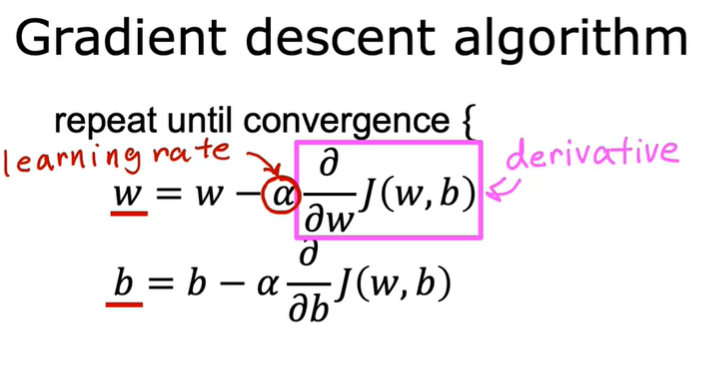 Gradient descent algorithm
repeat until convergence {
learning rate
derivative
w = w − α ∂/∂w J(w, b)
b = b − α ∂/∂b J(w, b)